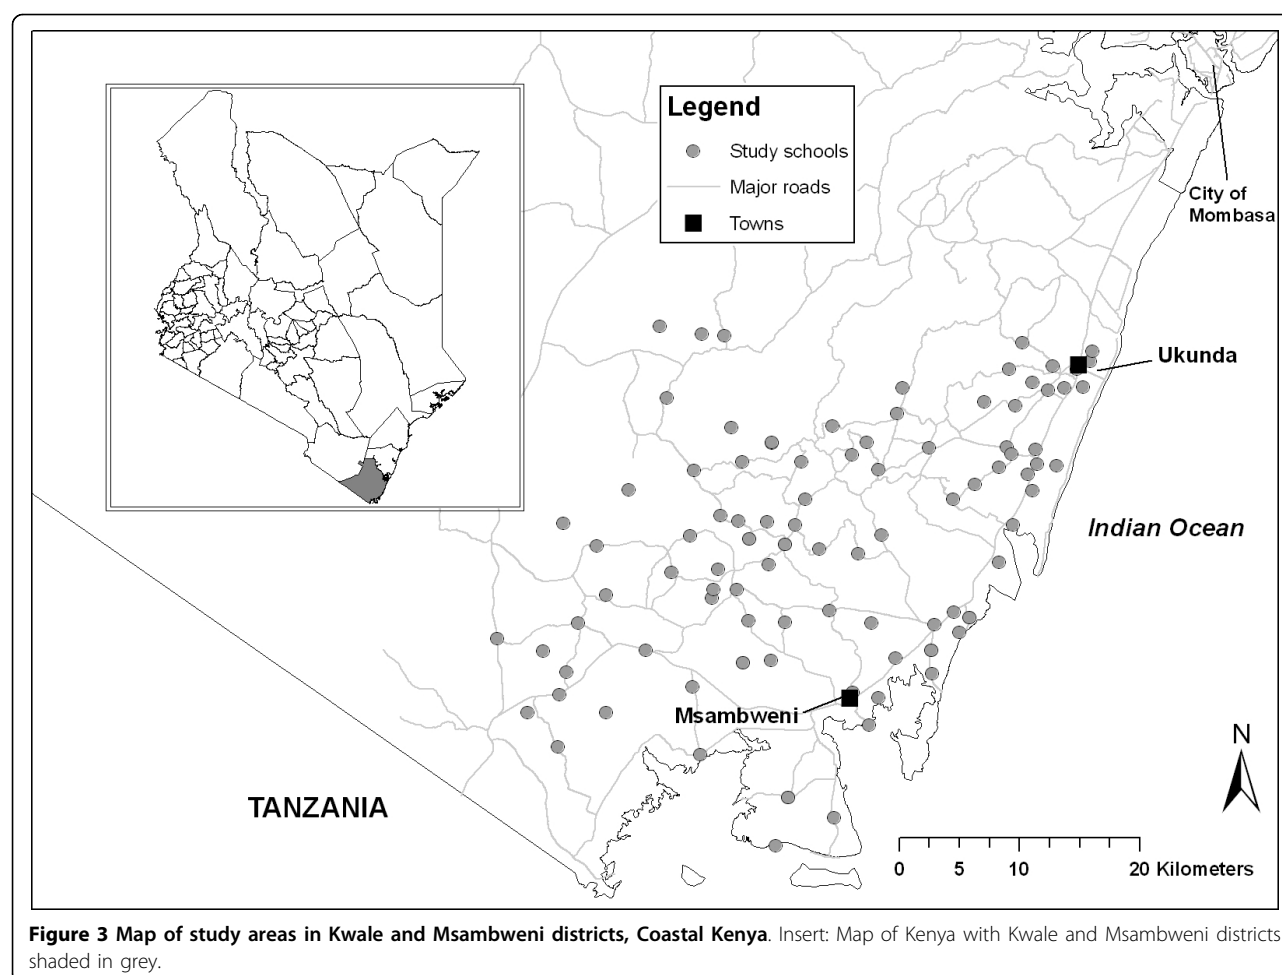 Legend
Study schools
Major roads
Towns
City of
Mombasa
Ukunda
Indian Ocean
Msambweni
TANZANIA
N
0 5 10 20 Kilometers
Figure 3 Map of study areas in Kwale and Msambweni districts, Coastal Kenya. Insert: Map of Kenya with Kwale and Msambweni districts
shaded in grey.